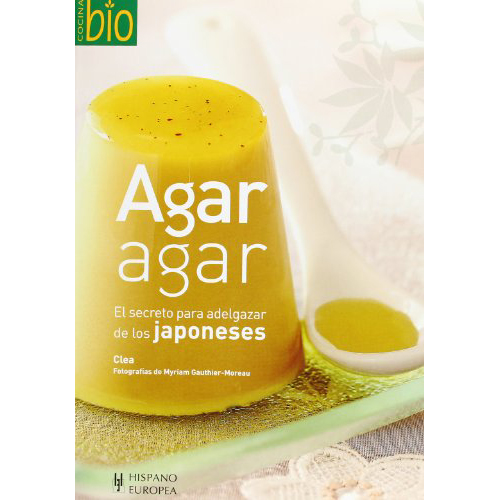 COCINA
bio
Agar
agar
El secreto para adelgazar
de los japoneses
Clea
Fotografías de Myriam Gauthier-Moreau
HISPANO
EUROPEA